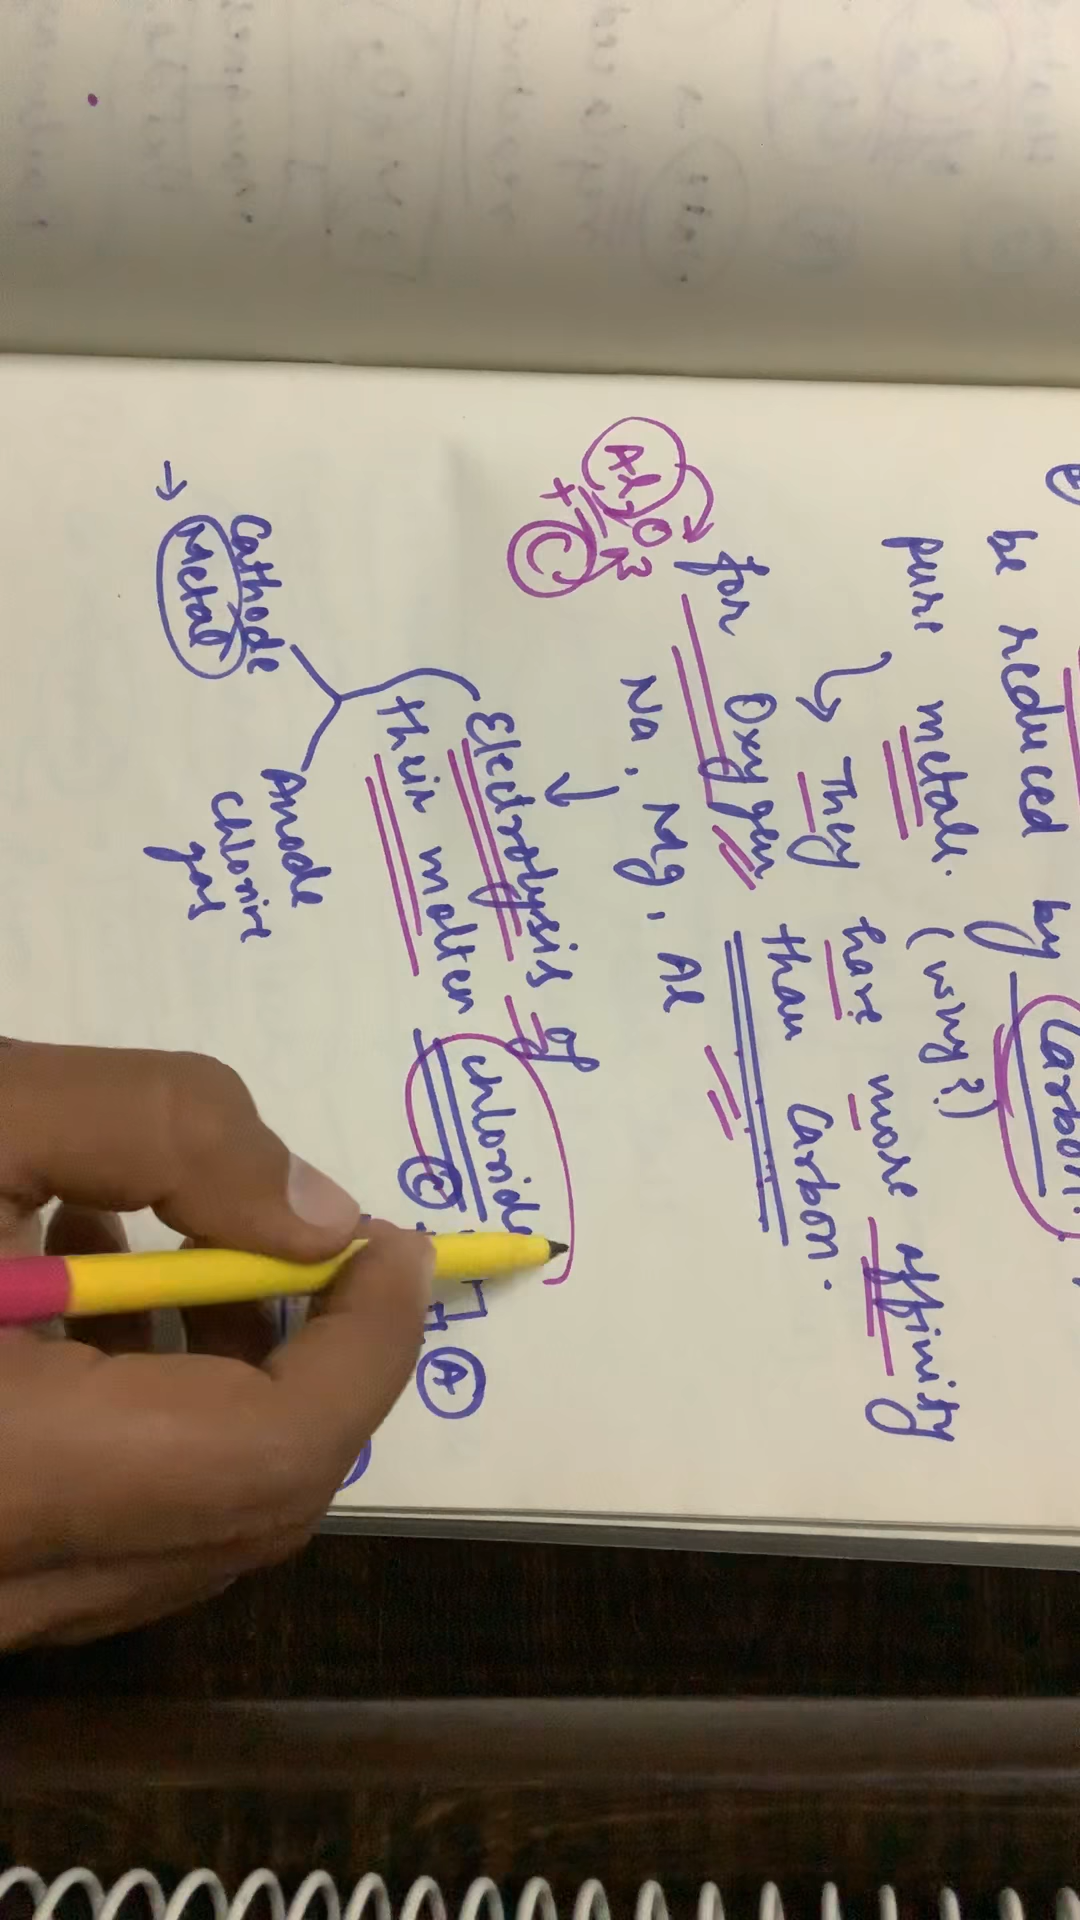 be reduced by Carbon.
pure metals. (why?)
They have more affinity
for Oxygen than Carbon.
Al2O3
+ C
Na, Mg, Al
Electrolysis of
their molten chloride
C
A
Cathode
Metal
Anode
chlorine
gas